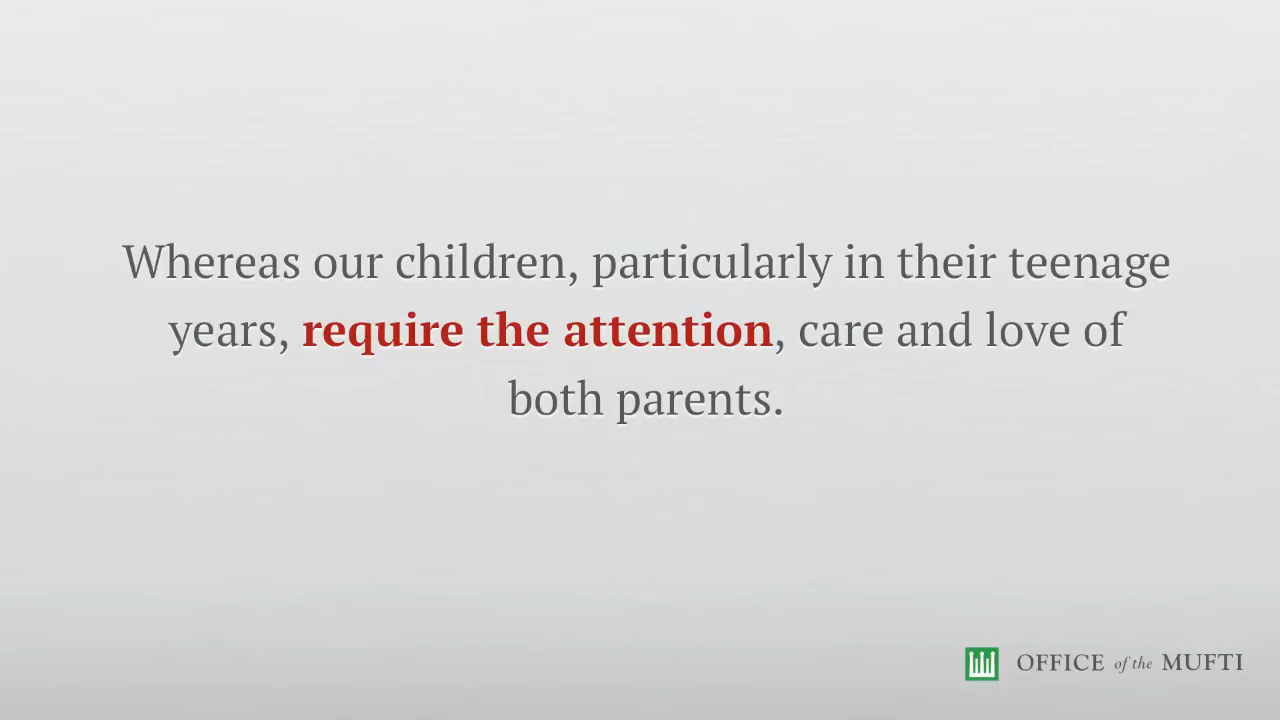 Whereas our children, particularly in their teenage
years, require the attention, care and love of
both parents.
OFFICE of the MUFTI